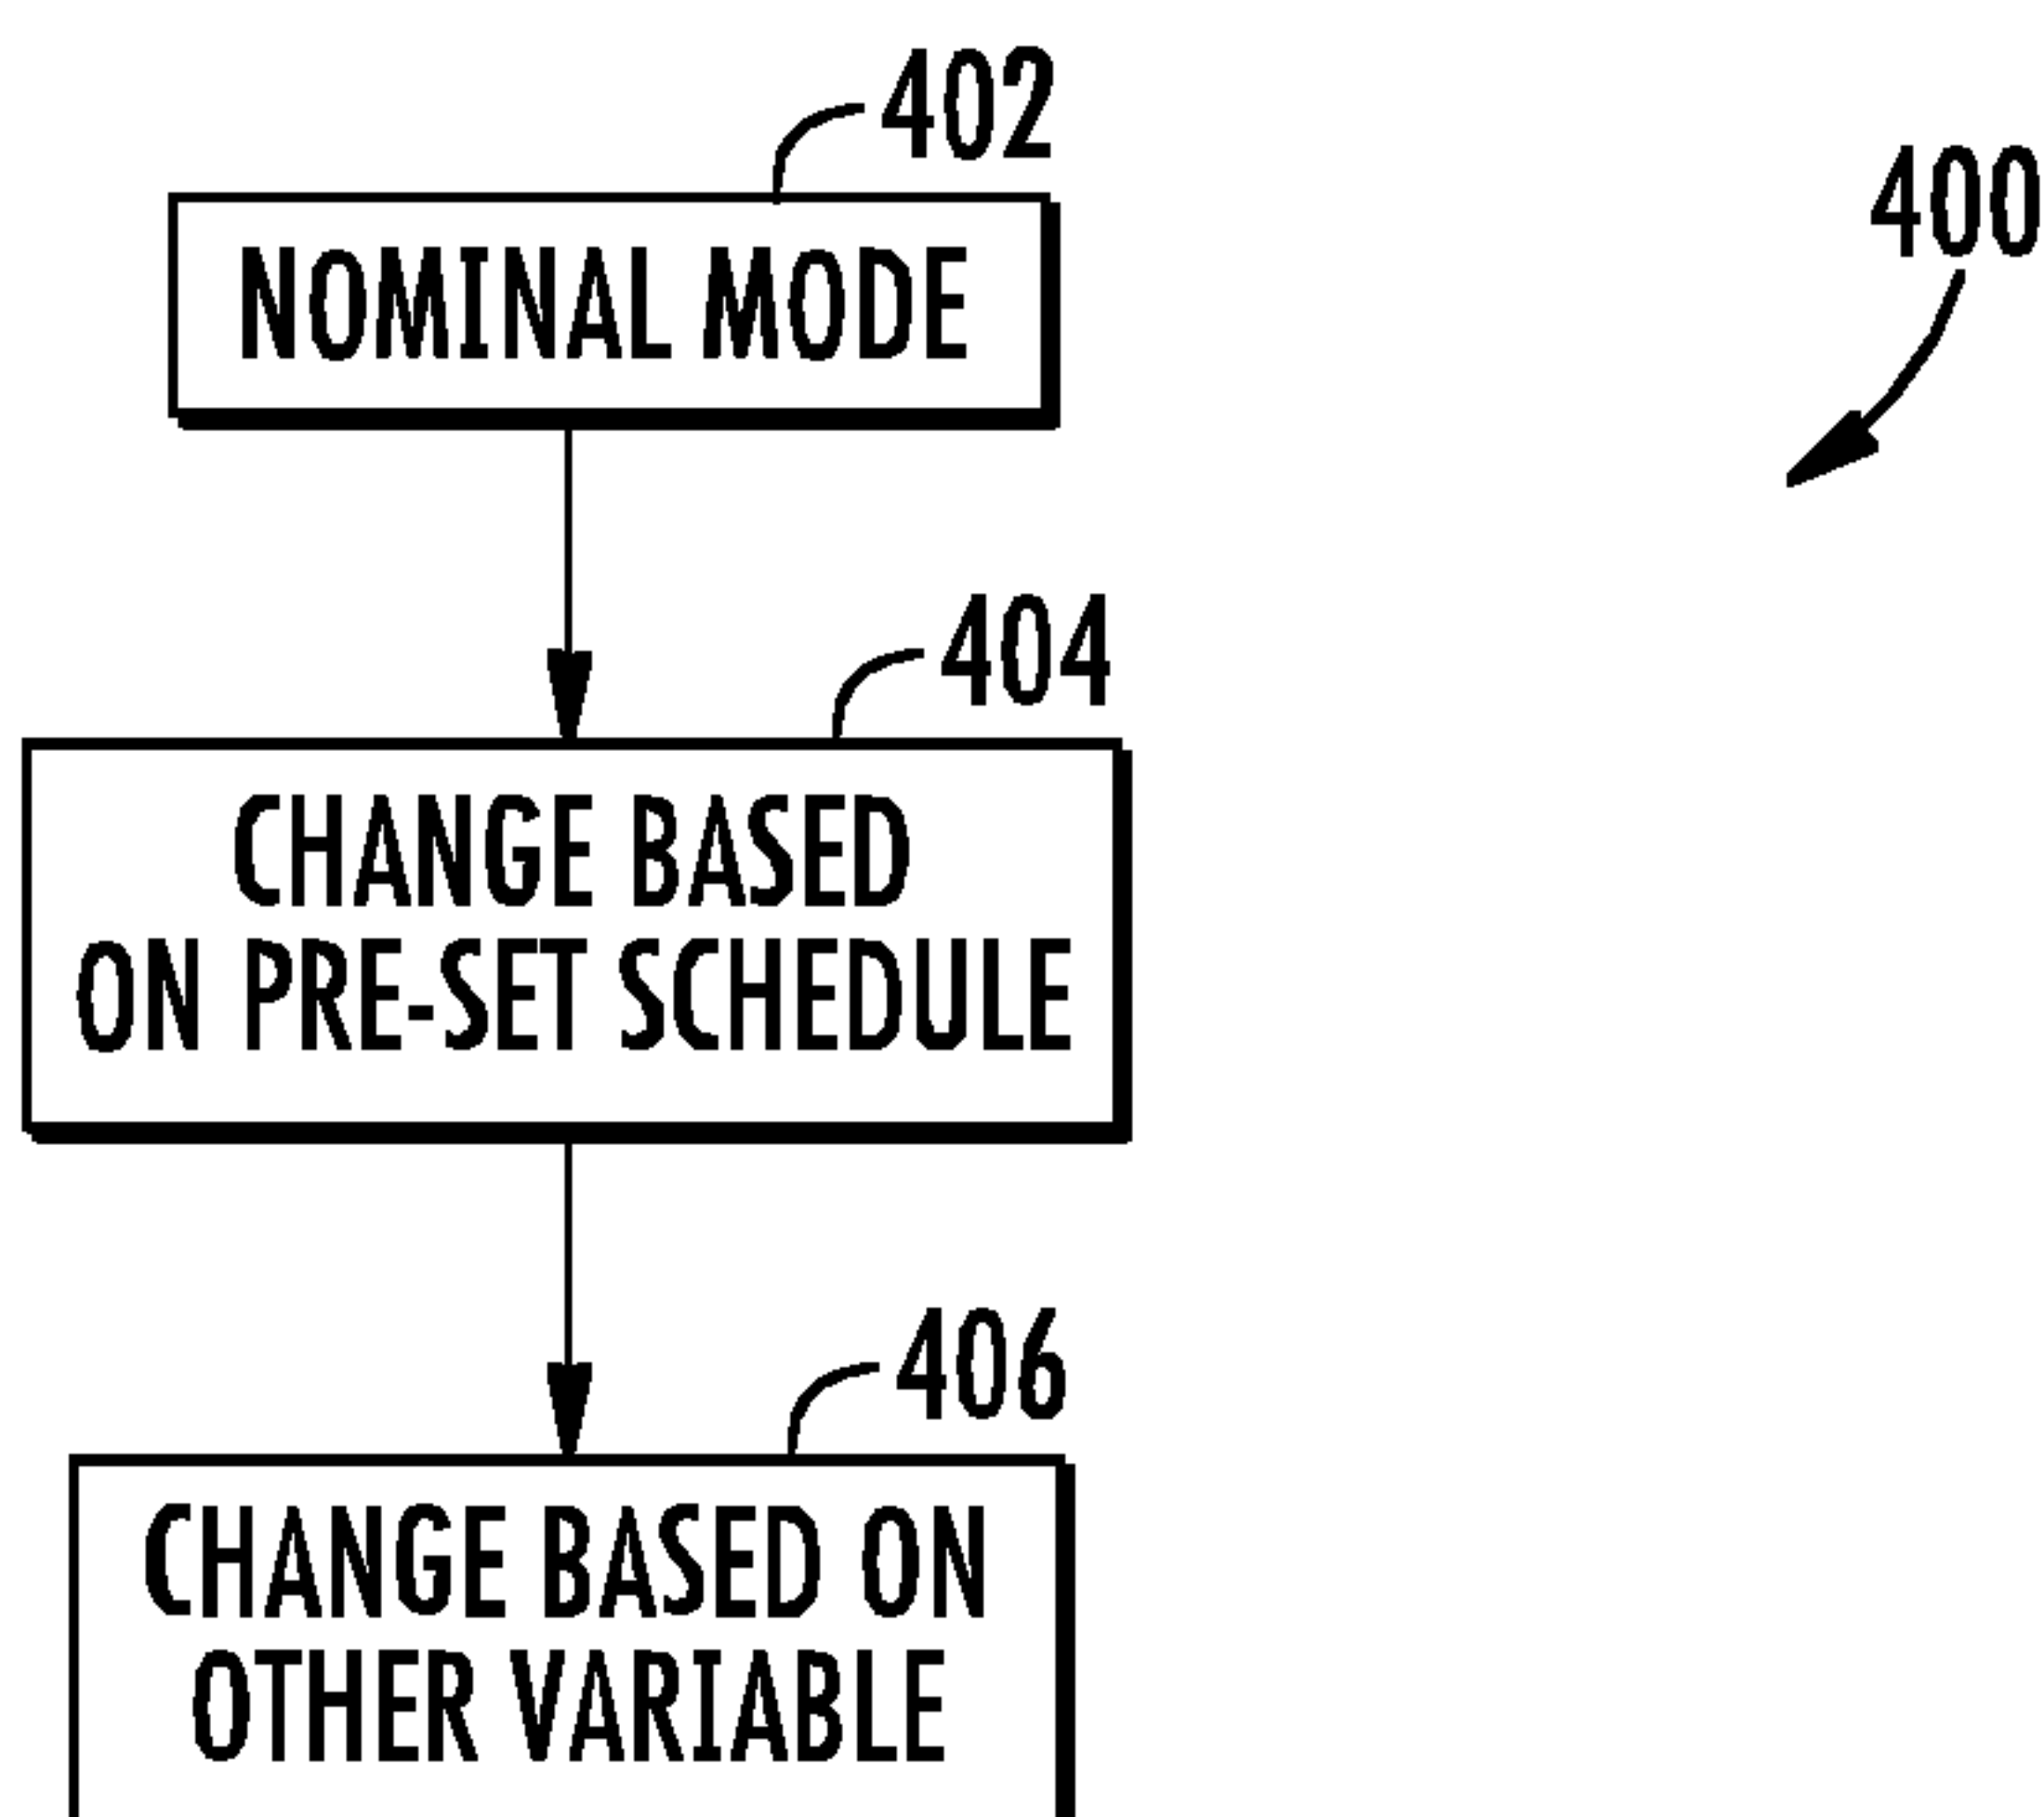 402
400
NOMINAL MODE
404
CHANGE BASED
ON PRE-SET SCHEDULE
406
CHANGE BASED ON
OTHER VARIABLE